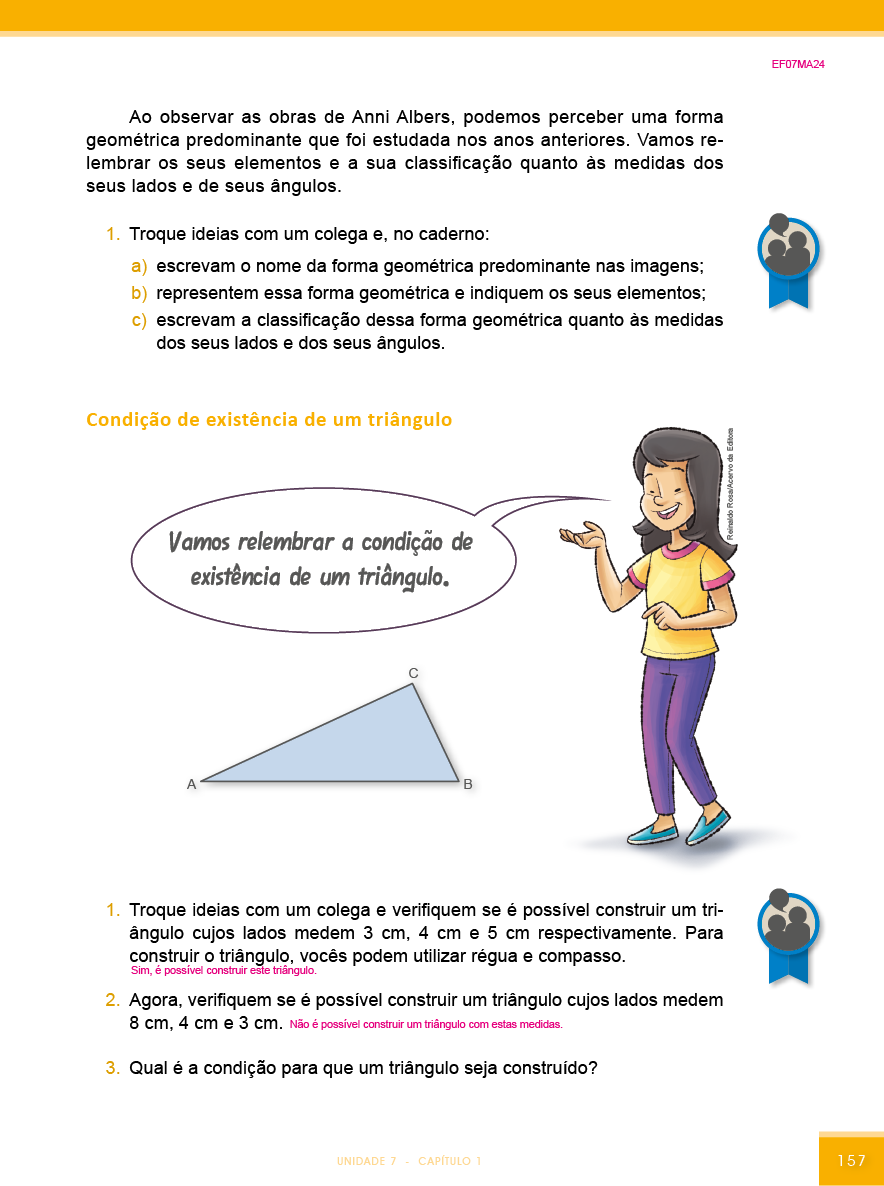 EF07MA24
Ao observar as obras de Anni Albers, podemos perceber uma forma
geométrica predominante que foi estudada nos anos anteriores. Vamos re-
lembrar os seus elementos e a sua classificação quanto às medidas dos
seus lados e de seus ângulos.
1. Troque ideias com um colega e, no caderno:
a) escrevam o nome da forma geométrica predominante nas imagens;
b) representem essa forma geométrica e indiquem os seus elementos;
c) escrevam a classificação dessa forma geométrica quanto às medidas
dos seus lados e dos seus ângulos.
Condição de existência de um triângulo
Reinaldo Rosa/Acervo da Editora
Vamos relembrar a condição de
existência de um triângulo.
C
A
B
1. Troque ideias com um colega e verifiquem se é possível construir um tri-
ângulo cujos lados medem 3 cm, 4 cm e 5 cm respectivamente. Para
construir o triângulo, vocês podem utilizar régua e compasso.
Sim, é possível construir este triângulo.
2. Agora, verifiquem se é possível construir um triângulo cujos lados medem
8 cm, 4 cm e 3 cm. Não é possível construir um triângulo com estas medidas.
3. Qual é a condição para que um triângulo seja construído?
UNIDADE 7 - CAPÍTULO 1
157